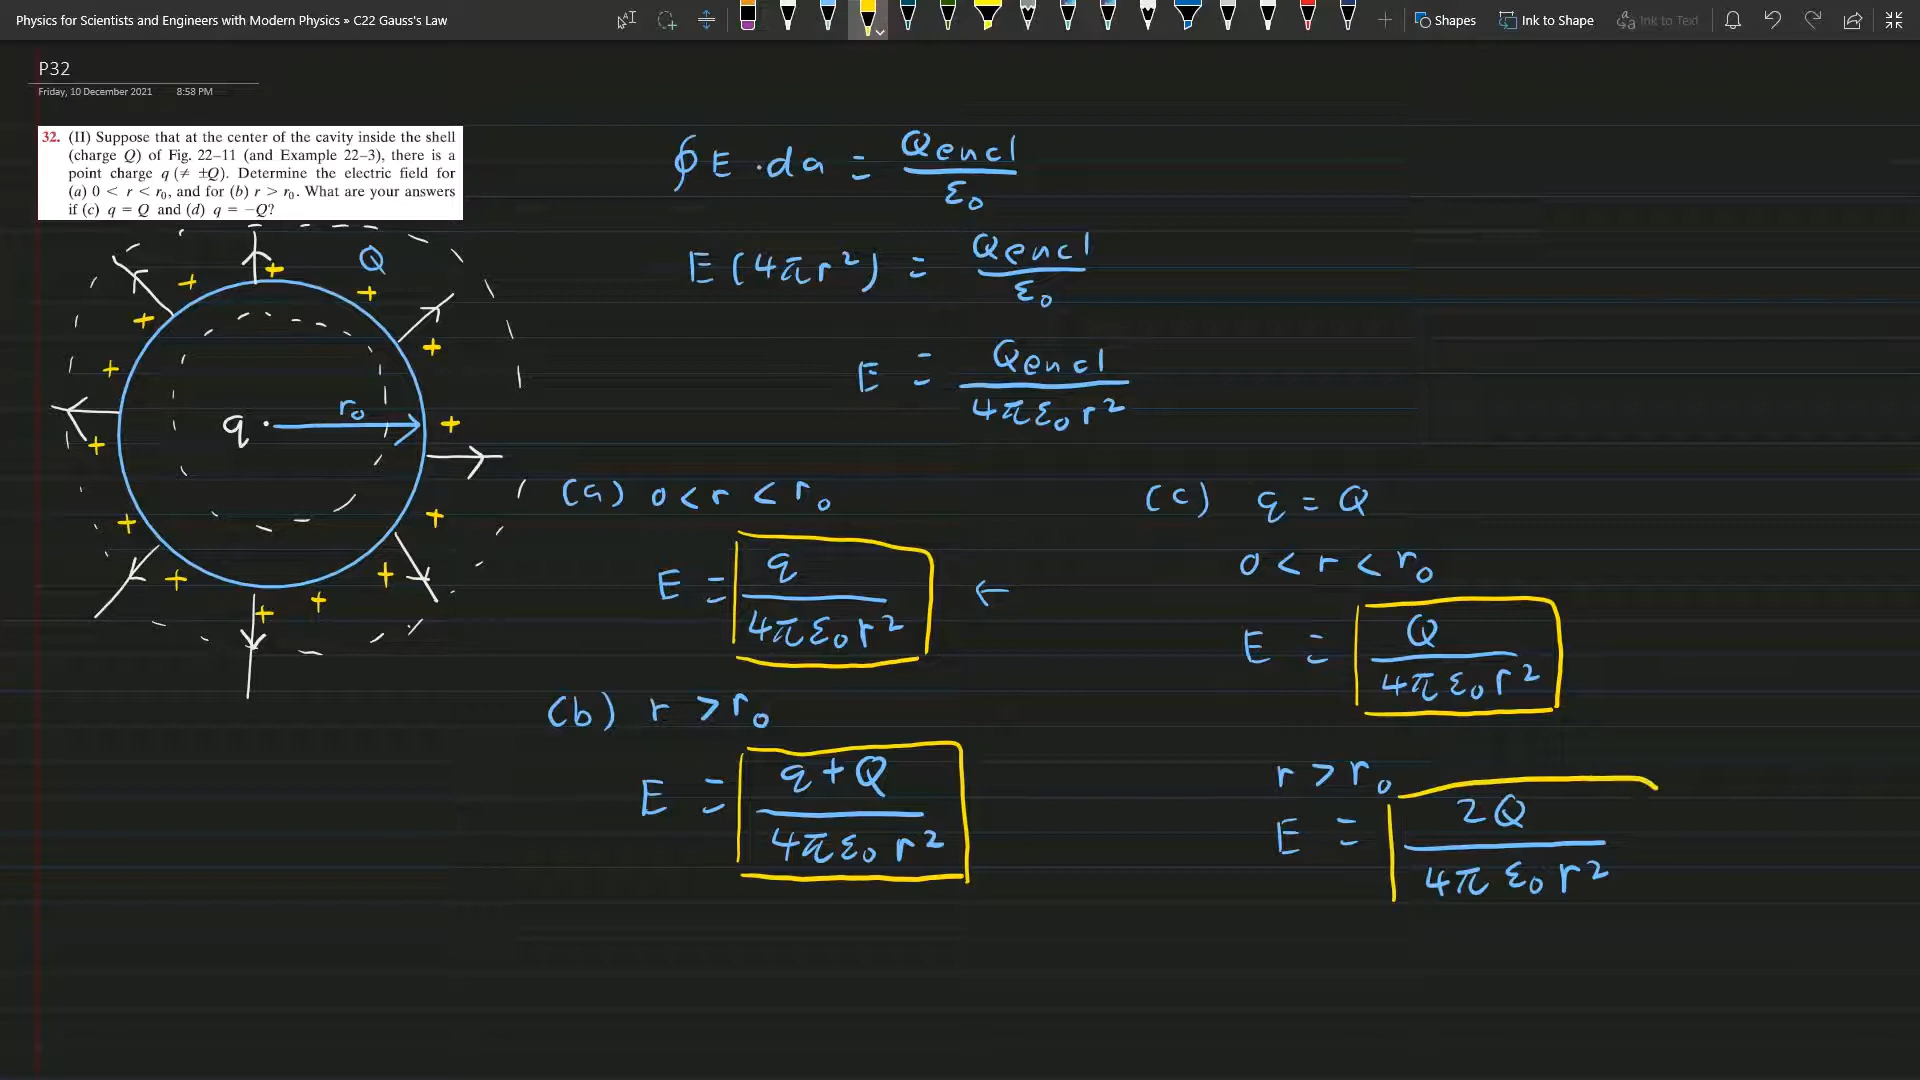 Physics for Scientists and Engineers with Modern Physics » C22 Gauss's Law
Shapes
Ink to Shape
Ink to Text
P32
Friday, 10 December 2021 8:58 PM
32. (II) Suppose that at the center of the cavity inside the shell
(charge Q) of Fig. 22–11 (and Example 22–3), there is a
point charge q (≠ ±Q). Determine the electric field for
(a) 0 < r < r₀, and for (b) r > r₀. What are your answers
if (c) q = Q and (d) q = −Q?
Q
q
r₀
∮ E · da = Qencl / ε₀
E (4πr²) = Qencl / ε₀
E = Qencl / 4πε₀r²
(a) 0 < r < r₀
E = q / 4πε₀r² ←
(b) r > r₀
E = q + Q / 4πε₀r²
(c) q = Q
0 < r < r₀
E = Q / 4πε₀r²
r > r₀
E = 2Q / 4πε₀r²